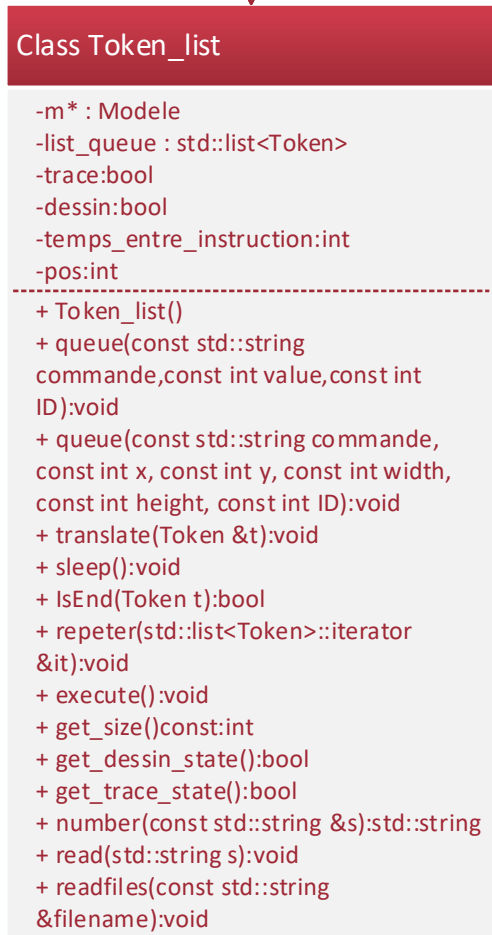 Class Token_list
-m* : Modele
-list_queue : std::list<Token>
-trace:bool
-dessin:bool
-temps_entre_instruction:int
-pos:int
+ Token_list()
+ queue(const std::string
commande,const int value,const int
ID):void
+ queue(const std::string commande,
const int x, const int y, const int width,
const int height, const int ID):void
+ translate(Token &t):void
+ sleep():void
+ IsEnd(Token t):bool
+ repeter(std::list<Token>::iterator
&it):void
+ execute():void
+ get_size()const:int
+ get_dessin_state():bool
+ get_trace_state():bool
+ number(const std::string &s):std::string
+ read(std::string s):void
+ readfiles(const std::string
&filename):void